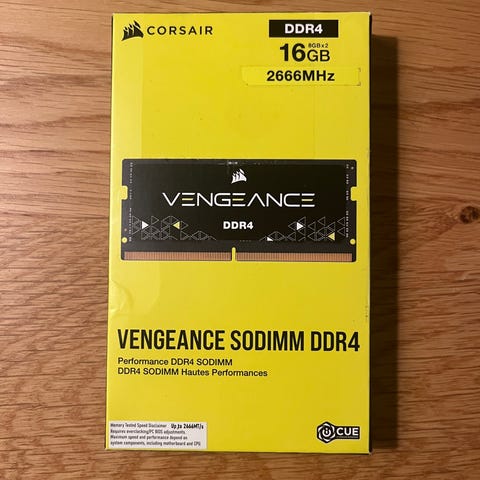 CORSAIR
DDR4
16GB
8GBx2
2666MHz
VENGEANCE
DDR4
VENGEANCE SODIMM DDR4
Performance DDR4 SODIMM
DDR4 SODIMM Hautes Performances
Memory Tested Speed Disclaimer Up to 2666MT/s
Requires overclocking/PC BIOS adjustments.
Maximum speed and performance depend on
system components, including motherboard and CPU
CUE